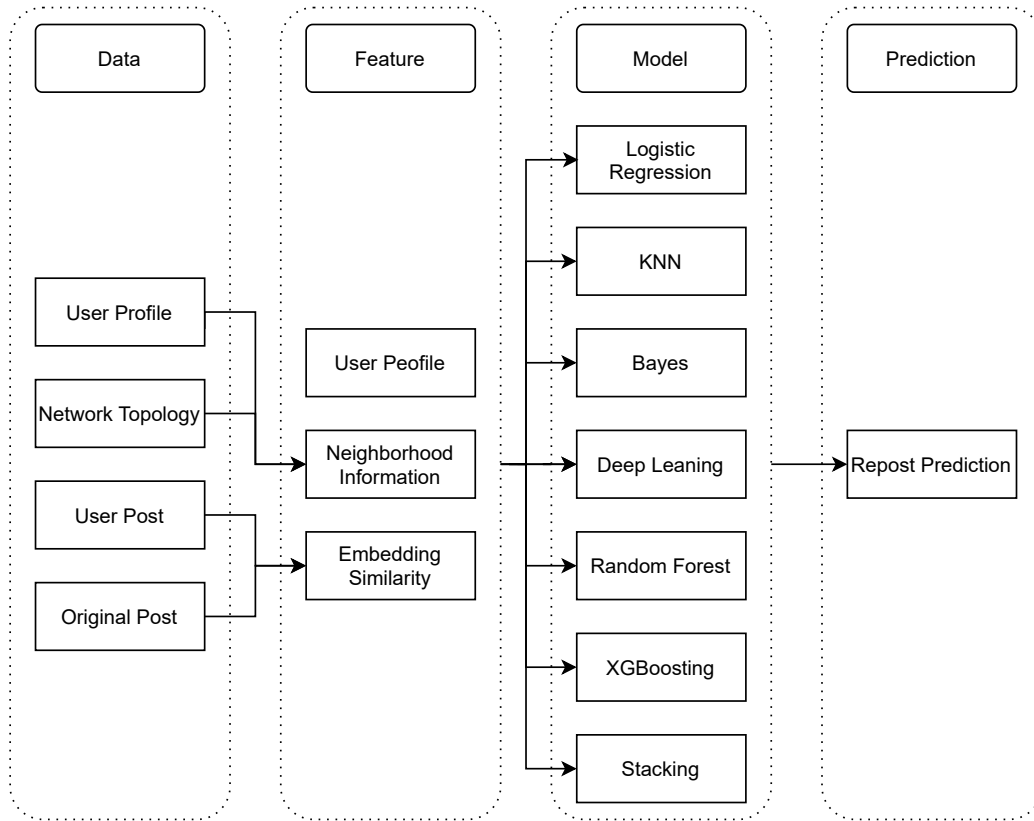 Data
Feature
Model
Prediction
User Profile
Network Topology
User Post
Original Post
User Peofile
Neighborhood
Information
Embedding
Similarity
Logistic
Regression
KNN
Bayes
Deep Leaning
Random Forest
XGBoosting
Stacking
Repost Prediction